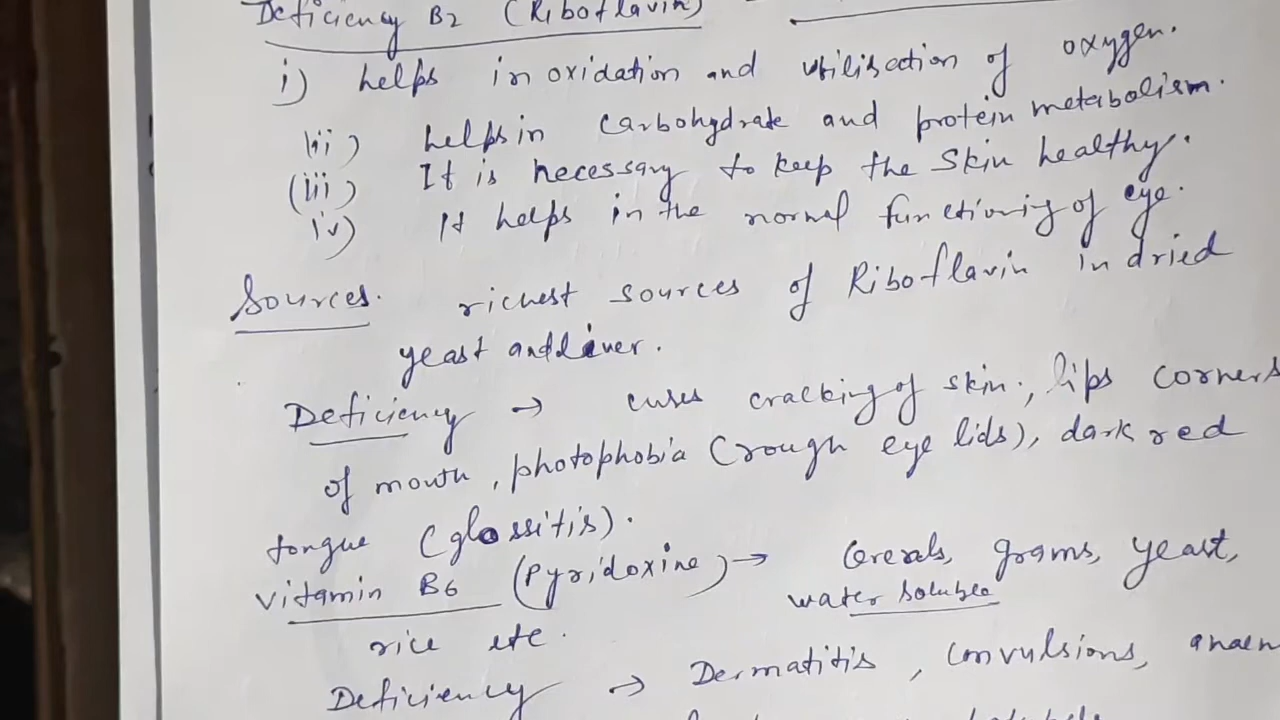 Deficiency B2 (Riboflavin)
i) helps in oxidation and utilisation of oxygen.
(ii) helps in carbohydrate and protein metabolism.
(iii) It is necessary to keep the skin healthy.
iv) It helps in the normal functioning of eye.
Sources. richest sources of Riboflavin in dried
yeast and liver.
Deficiency → cuses cracking of skin, lips corners
of mouth, photophobia (rough eye lids), dark red
tongue (glossitis).
vitamin B6 (Pyridoxine) → Cereals, grams, yeast,
water soluble
rice etc.
Deficiency → Dermatitis, convulsions, anaem